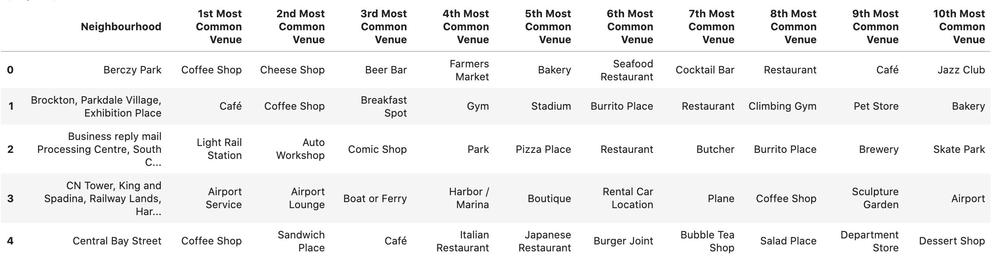 Neighbourhood 1st Most Common Venue 2nd Most Common Venue 3rd Most Common Venue 4th Most Common Venue 5th Most Common Venue 6th Most Common Venue 7th Most Common Venue 8th Most Common Venue 9th Most Common Venue 10th Most Common Venue
0 Berczy Park Coffee Shop Cheese Shop Beer Bar Farmers Market Bakery Seafood Restaurant Cocktail Bar Restaurant Café Jazz Club
1 Brockton, Parkdale Village, Exhibition Place Café Coffee Shop Breakfast Spot Gym Stadium Burrito Place Restaurant Climbing Gym Pet Store Bakery
2 Business reply mail Processing Centre, South C... Light Rail Station Auto Workshop Comic Shop Park Pizza Place Restaurant Butcher Burrito Place Brewery Skate Park
3 CN Tower, King and Spadina, Railway Lands, Har... Airport Service Airport Lounge Boat or Ferry Harbor / Marina Boutique Rental Car Location Plane Coffee Shop Sculpture Garden Airport
4 Central Bay Street Coffee Shop Sandwich Place Café Italian Restaurant Japanese Restaurant Burger Joint Bubble Tea Shop Salad Place Department Store Dessert Shop